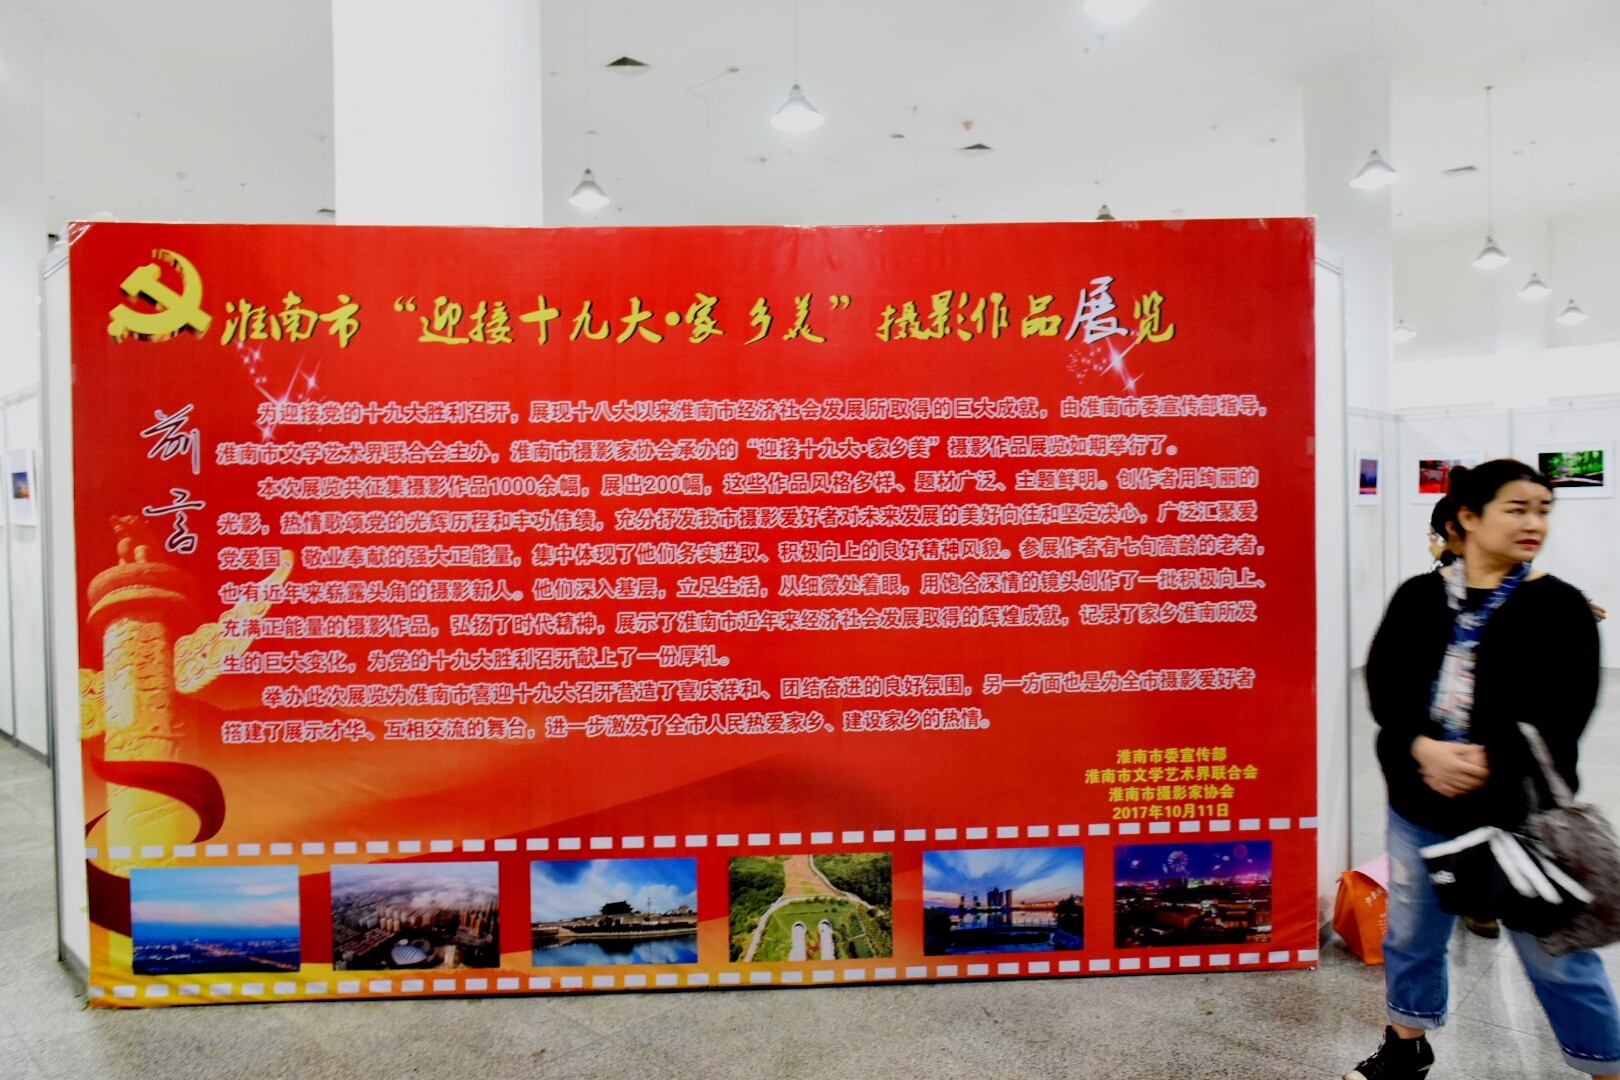 淮南市“迎接十九大·家乡美”摄影作品展览
前言
为迎接党的十九大胜利召开，展现十八大以来淮南市经济社会发展所取得的巨大成就，由淮南市委宣传部指导，
淮南市文学艺术界联合会主办，淮南市摄影家协会承办的“迎接十九大·家乡美”摄影作品展览如期举行了。
本次展览共征集摄影作品1000余幅，展出200幅，这些作品风格多样、题材广泛、主题鲜明。创作者用绚丽的
光影，热情歌颂党的光辉历程和丰功伟绩，充分抒发我市摄影爱好者对未来发展的美好向往和坚定决心，广泛汇聚爱
党爱国、敬业奉献的强大正能量，集中体现了他们务实进取、积极向上的良好精神风貌。参展作者有七旬高龄的老者，
也有近年来崭露头角的摄影新人。他们深入基层，立足生活，从细微处着眼，用饱含深情的镜头创作了一批积极向上、
充满正能量的摄影作品，弘扬了时代精神，展示了淮南市近年来经济社会发展取得的辉煌成就，记录了家乡淮南所发
生的巨大变化，为党的十九大胜利召开献上了一份厚礼。
举办此次展览为淮南市喜迎十九大召开营造了喜庆祥和、团结奋进的良好氛围，另一方面也是为全市摄影爱好者
搭建了展示才华、互相交流的舞台，进一步激发了全市人民热爱家乡、建设家乡的热情。
淮南市委宣传部
淮南市文学艺术界联合会
淮南市摄影家协会
2017年10月11日